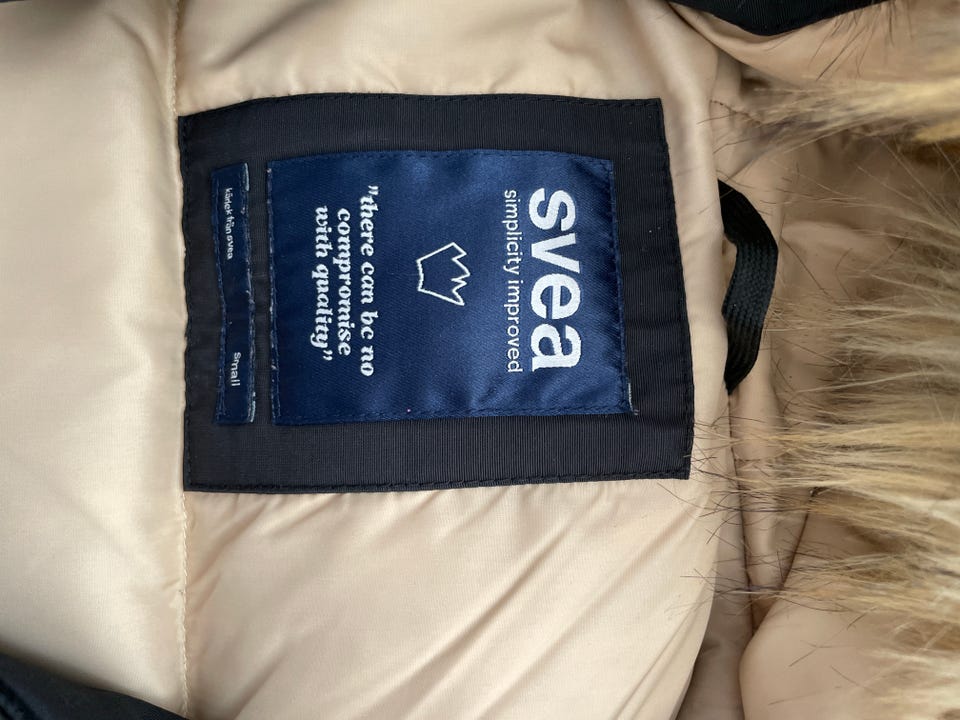 svea
simplicity improved
"there can be no
compromise
with quality"
kärlek från svea
Small